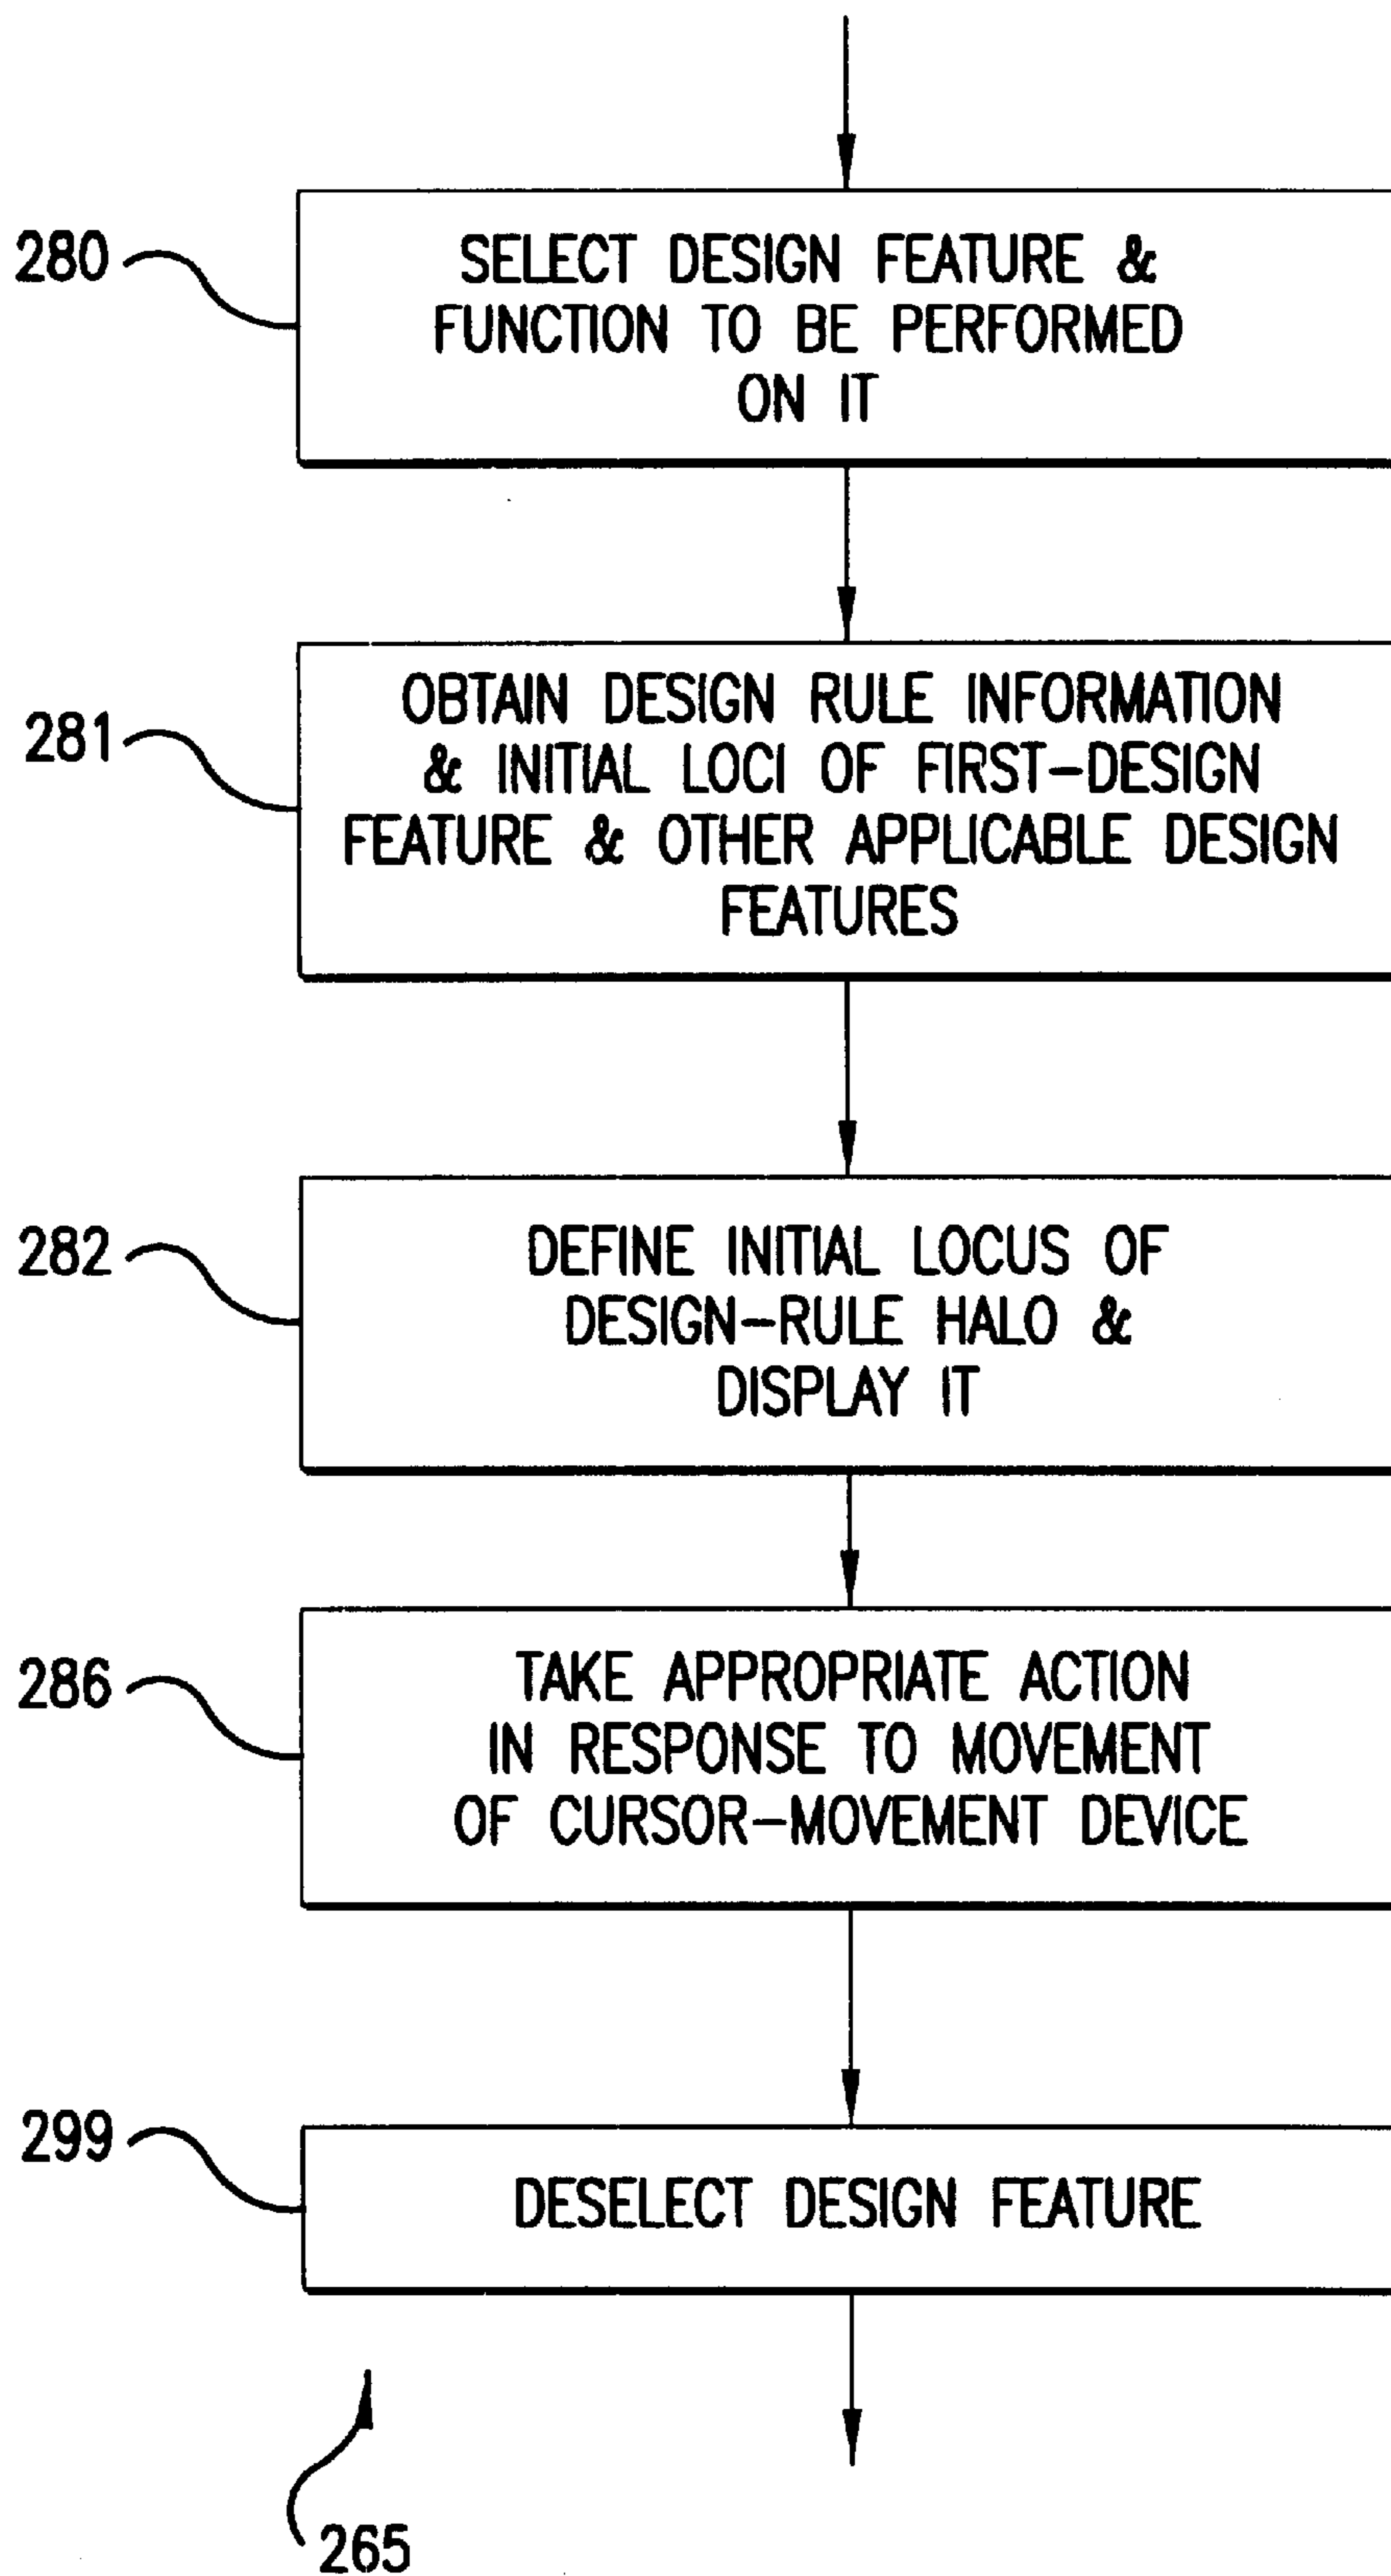 280
SELECT DESIGN FEATURE &
FUNCTION TO BE PERFORMED
ON IT
281
OBTAIN DESIGN RULE INFORMATION
& INITIAL LOCI OF FIRST-DESIGN
FEATURE & OTHER APPLICABLE DESIGN
FEATURES
282
DEFINE INITIAL LOCUS OF
DESIGN-RULE HALO &
DISPLAY IT
286
TAKE APPROPRIATE ACTION
IN RESPONSE TO MOVEMENT
OF CURSOR-MOVEMENT DEVICE
299
DESELECT DESIGN FEATURE
265